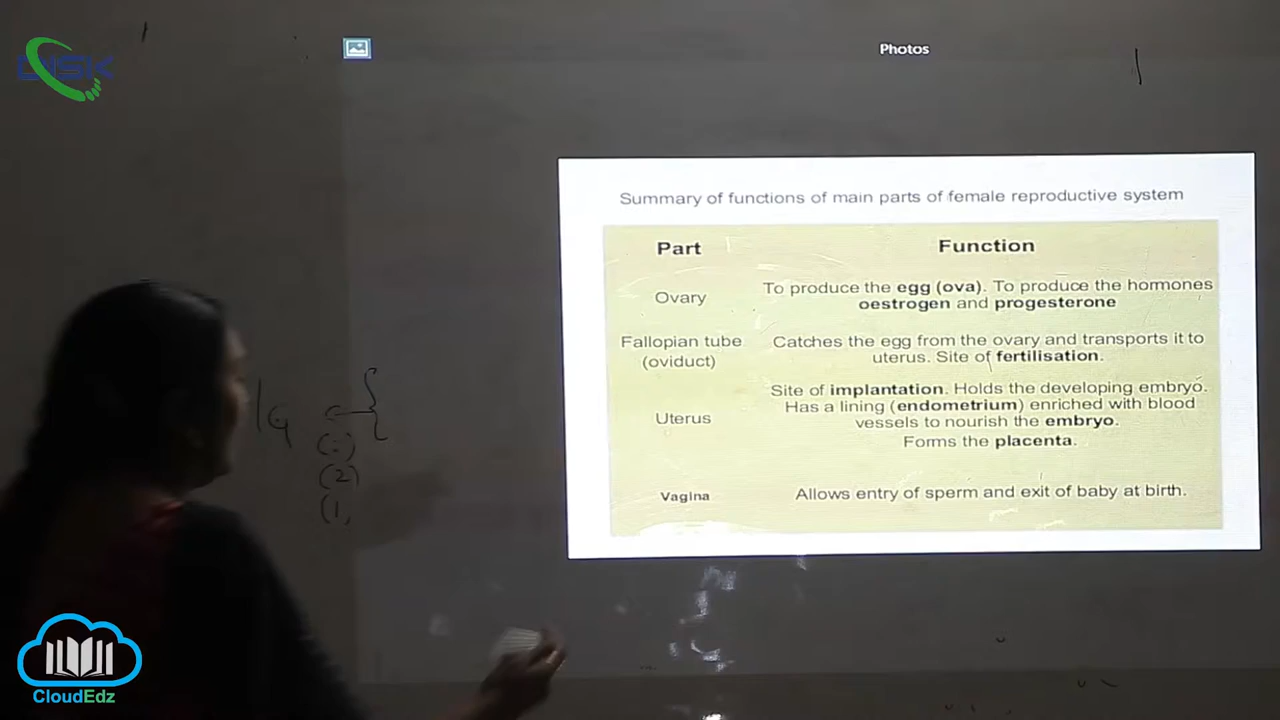 DISK
Photos
Summary of functions of main parts of female reproductive system
Part Function
Ovary To produce the egg (ova). To produce the hormones
oestrogen and progesterone
Fallopian tube Catches the egg from the ovary and transports it to
(oviduct) uterus. Site of fertilisation.
Site of implantation. Holds the developing embryo.
Has a lining (endometrium) enriched with blood
Uterus vessels to nourish the embryo.
Forms the placenta.
Vagina Allows entry of sperm and exit of baby at birth.
(2)
CloudEdz